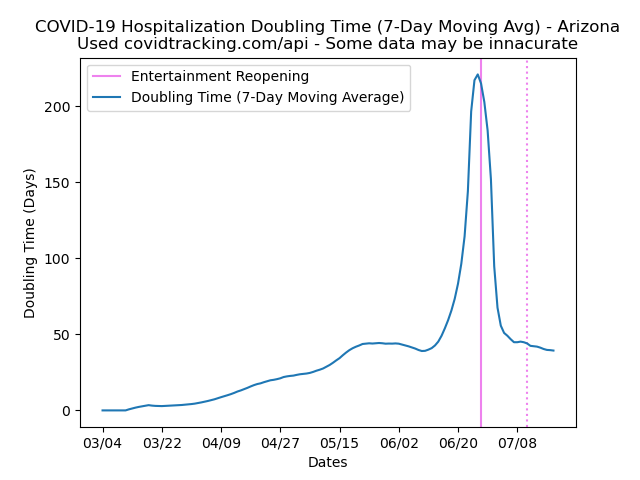 COVID-19 Hospitalization Doubling Time (7-Day Moving Avg) - Arizona
Used covidtracking.com/api - Some data may be innacurate
Entertainment Reopening
Doubling Time (7-Day Moving Average)
Doubling Time (Days)
200
150
100
50
0
03/04 03/22 04/09 04/27 05/15 06/02 06/20 07/08
Dates